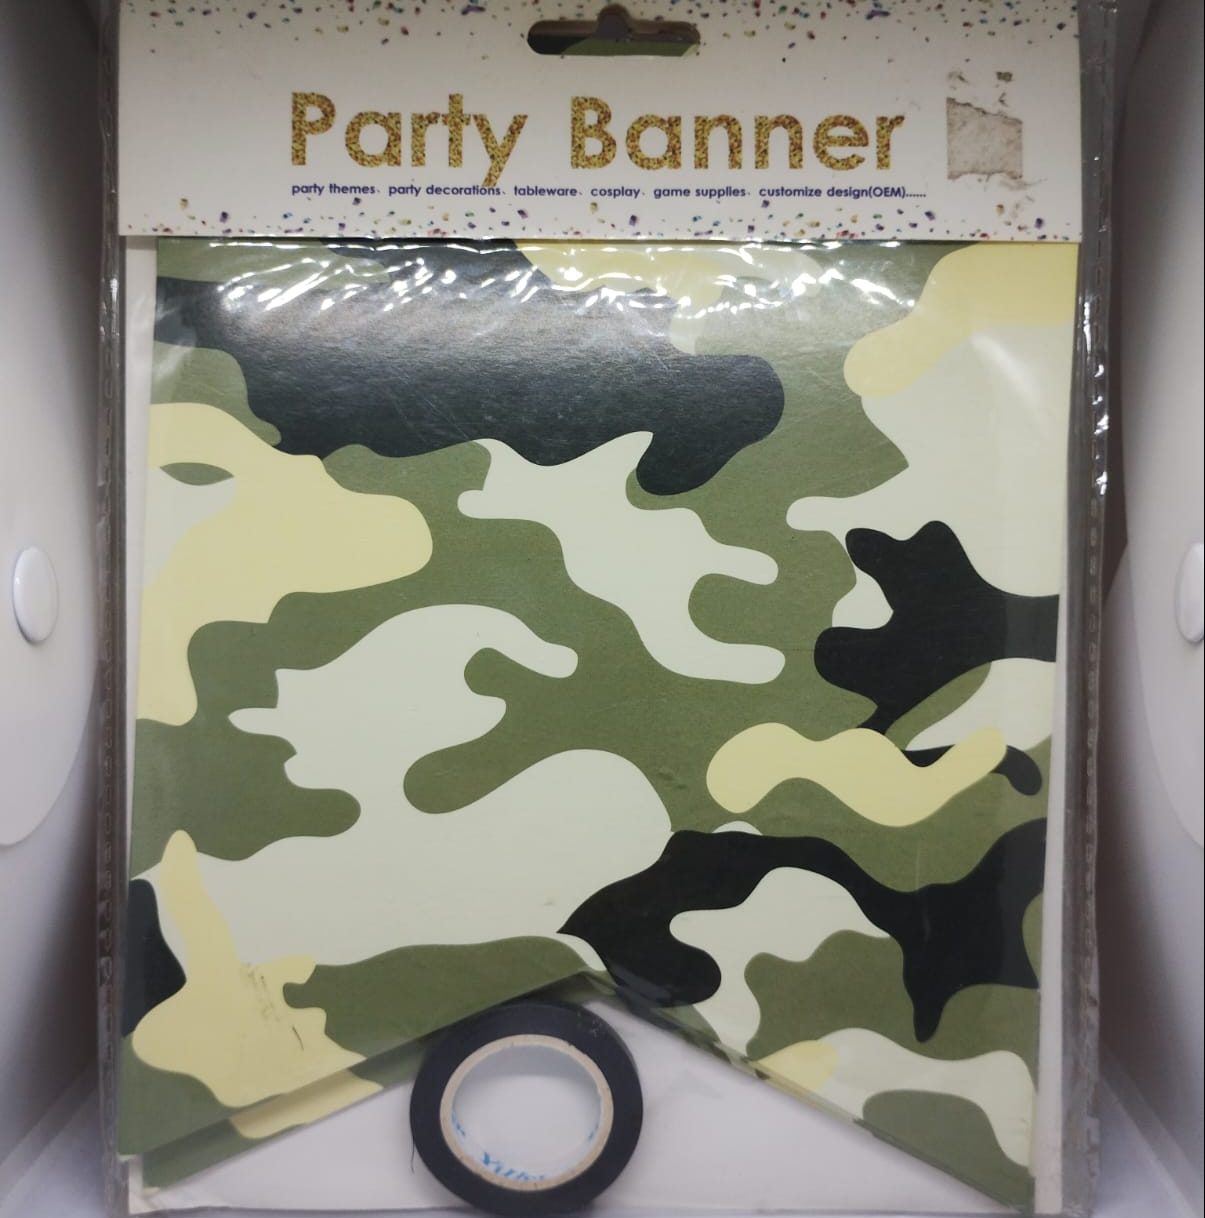 Party Banner
party themes、party decorations、tableware、cosplay、game supplies、customize design(OEM)......